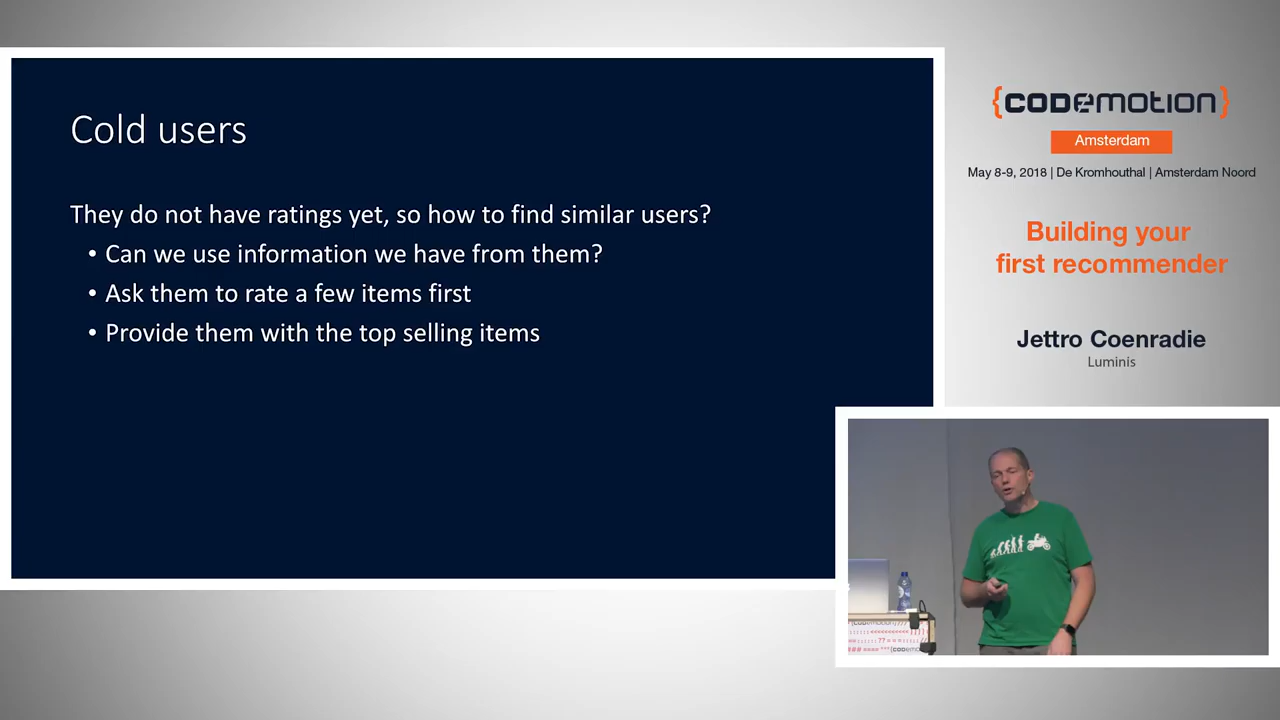 Cold users
They do not have ratings yet, so how to find similar users?
• Can we use information we have from them?
• Ask them to rate a few items first
• Provide them with the top selling items
{CODEMOTION}
Amsterdam
May 8-9, 2018 | De Kromhouthal | Amsterdam Noord
Building your
first recommender
Jettro Coenradie
Luminis